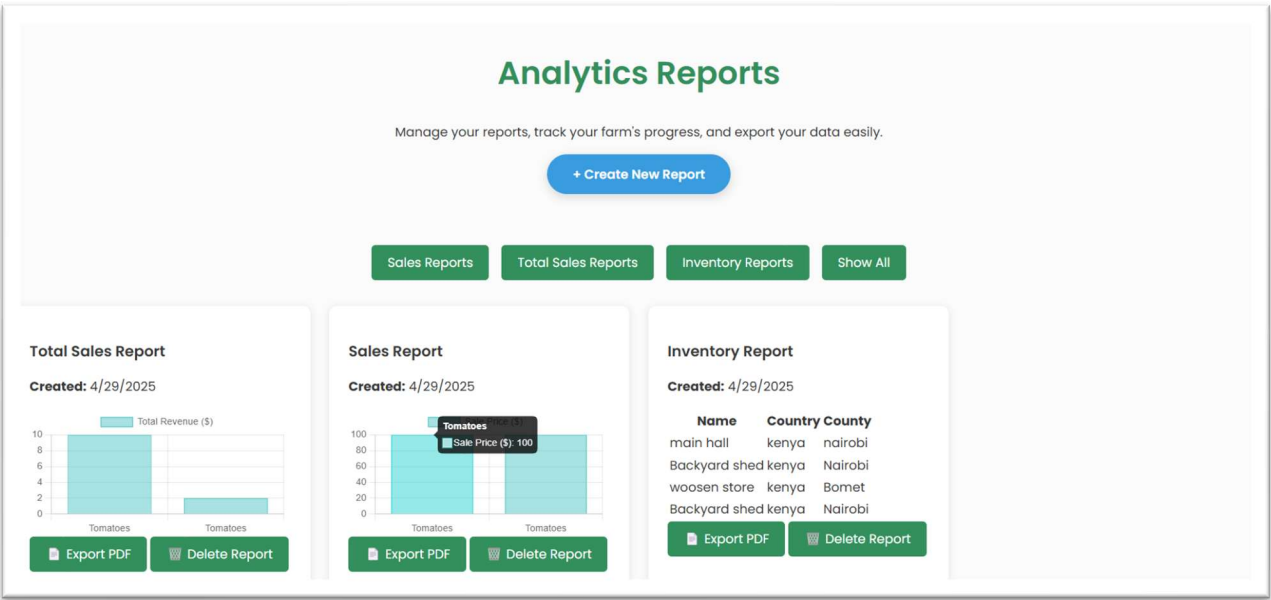 Analytics Reports
Manage your reports, track your farm's progress, and export your data easily.
+ Create New Report
Sales Reports
Total Sales Reports
Inventory Reports
Show All
Total Sales Report
Created: 4/29/2025
Total Revenue ($)
10
8
6
4
2
0
Tomatoes
Tomatoes
Export PDF
Delete Report
Sales Report
Created: 4/29/2025
Tomatoes
Sale Price ($): 100
100
80
60
40
20
0
Tomatoes
Tomatoes
Export PDF
Delete Report
Inventory Report
Created: 4/29/2025
Name Country County
main hall kenya nairobi
Backyard shed kenya Nairobi
woosen store kenya Bomet
Backyard shed kenya Nairobi
Export PDF
Delete Report